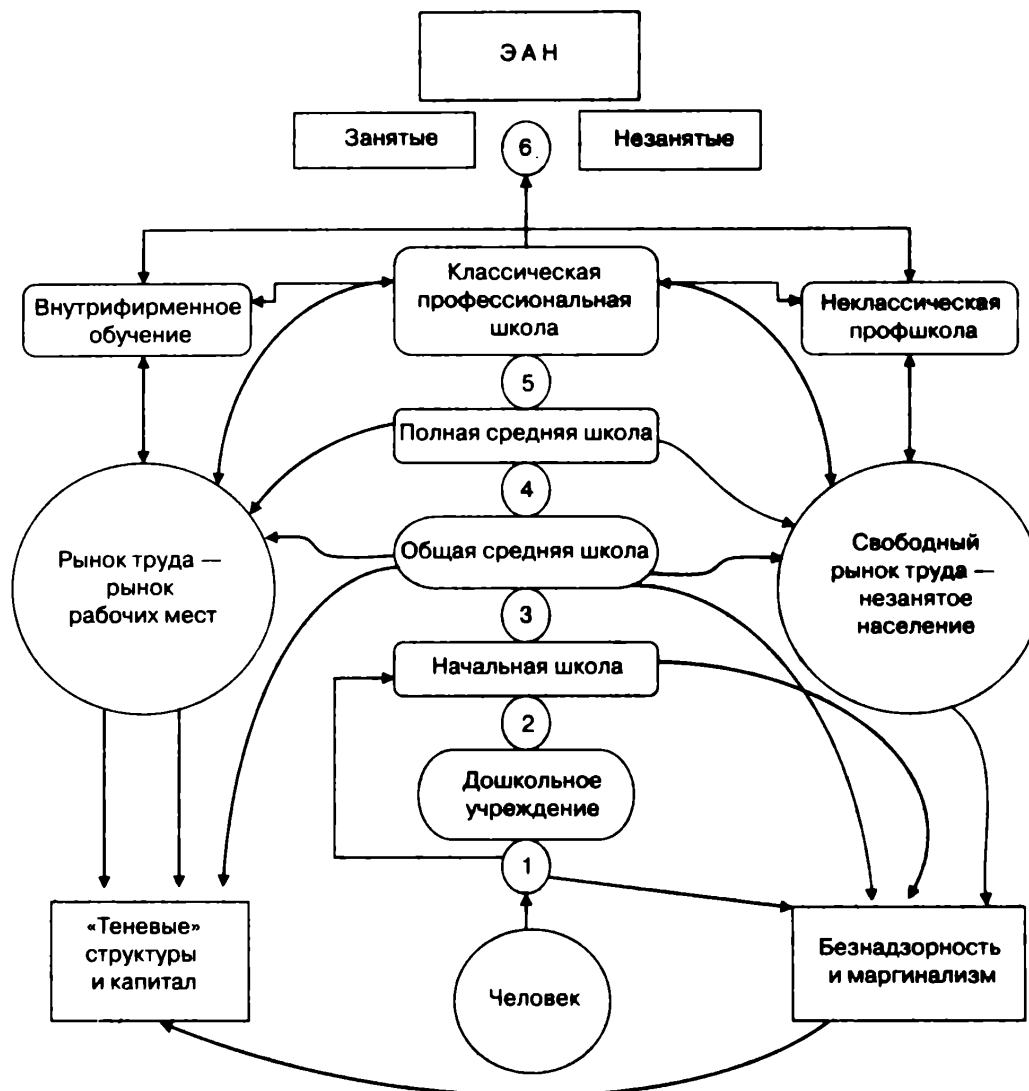 ЭАН
Занятые
6
Незанятые
Внутрифирменное
обучение
Классическая
профессиональная
школа
Неклассическая
профшкола
5
Полная средняя школа
4
Рынок труда —
рынок
рабочих мест
Общая средняя школа
Свободный
рынок труда —
незанятое
население
3
Начальная школа
2
Дошкольное
учреждение
1
«Теневые»
структуры
и капитал
Человек
Безнадзорность
и маргинализм